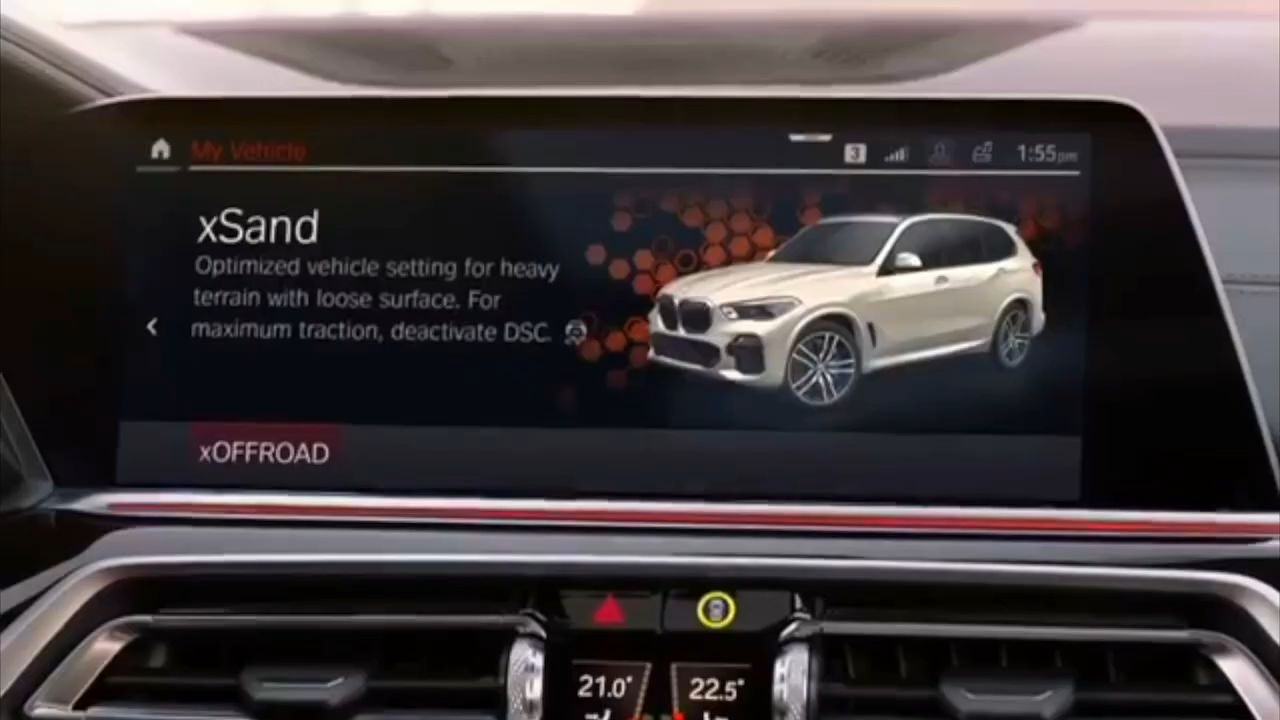 My Vehicle
3
1:55pm
xSand
Optimized vehicle setting for heavy
terrain with loose surface. For
maximum traction, deactivate DSC.
xOFFROAD
21.0°
22.5°